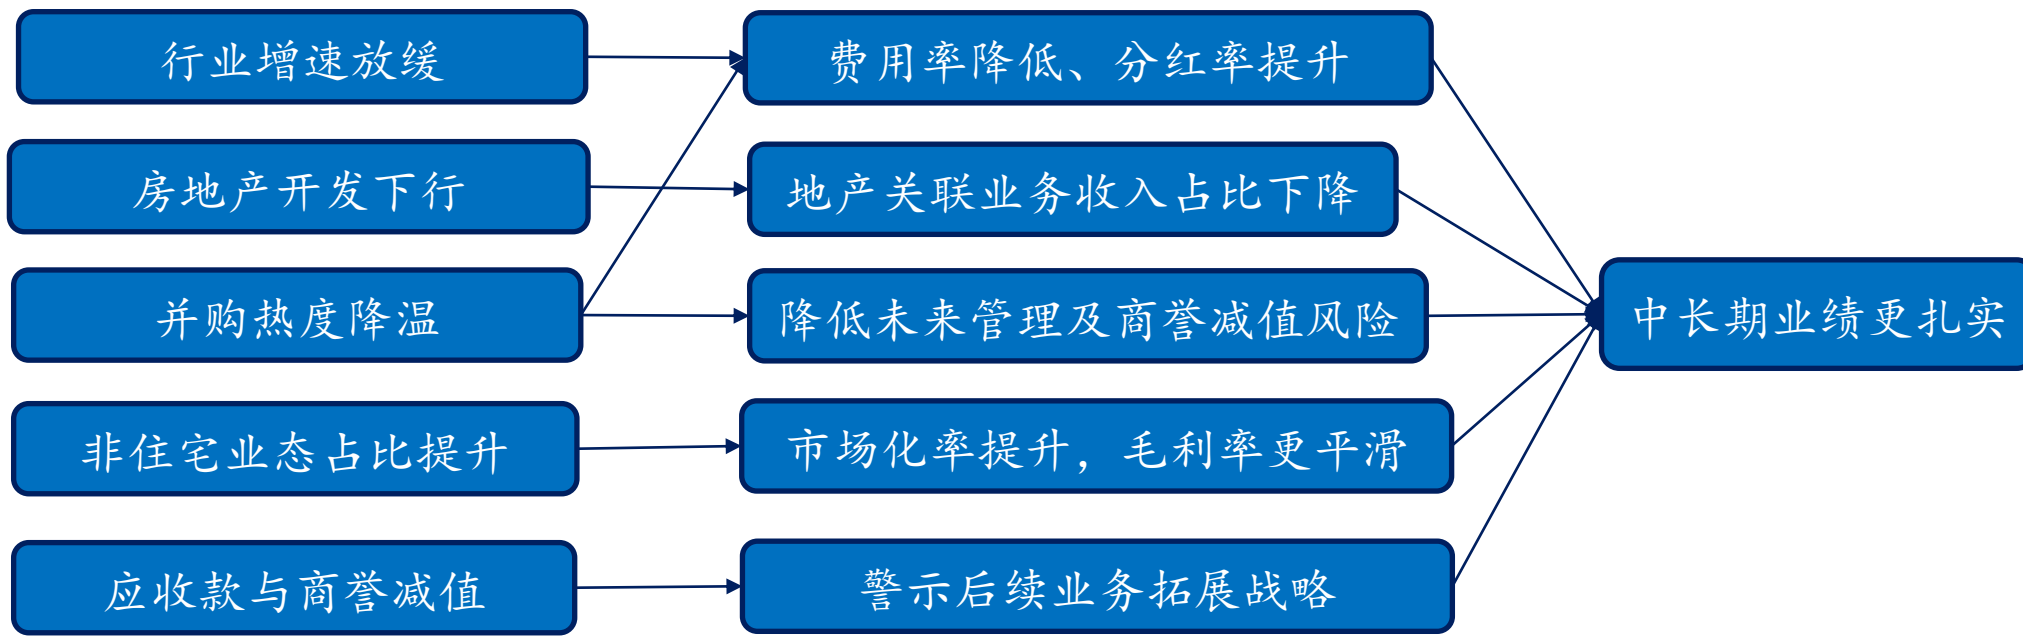 行业增速放缓
费用率降低、分红率提升
房地产开发下行
地产关联业务收入占比下降
并购热度降温
降低未来管理及商誉减值风险
中长期业绩更扎实
非住宅业态占比提升
市场化率提升，毛利率更平滑
应收款与商誉减值
警示后续业务拓展战略